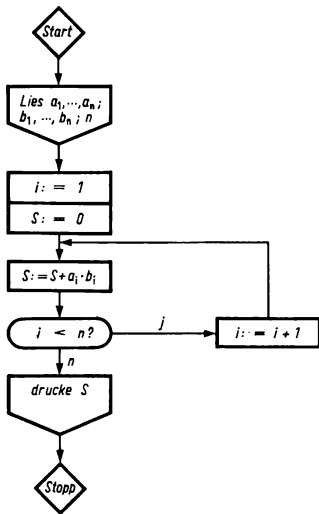 Start
Lies a₁,...,aₙ;
b₁, ..., bₙ; n
i: = 1
S: = 0
S: = S+aᵢ·bᵢ
i < n?
j
i: = i + 1
n
drucke S
Stopp